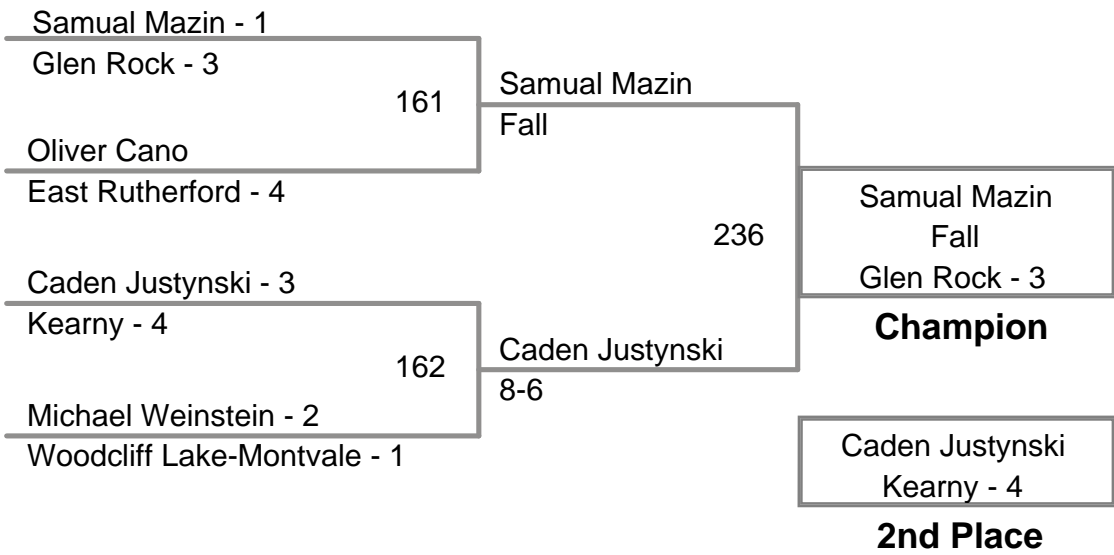 Samual Mazin - 1
Glen Rock - 3
161
Oliver Cano
East Rutherford - 4
Caden Justynski - 3
Kearny - 4
162
Michael Weinstein - 2
Woodcliff Lake-Montvale - 1
Samual Mazin
Fall
236
Caden Justynski
8-6
Samual Mazin
Fall
Glen Rock - 3
Champion
Caden Justynski
Kearny - 4
2nd Place